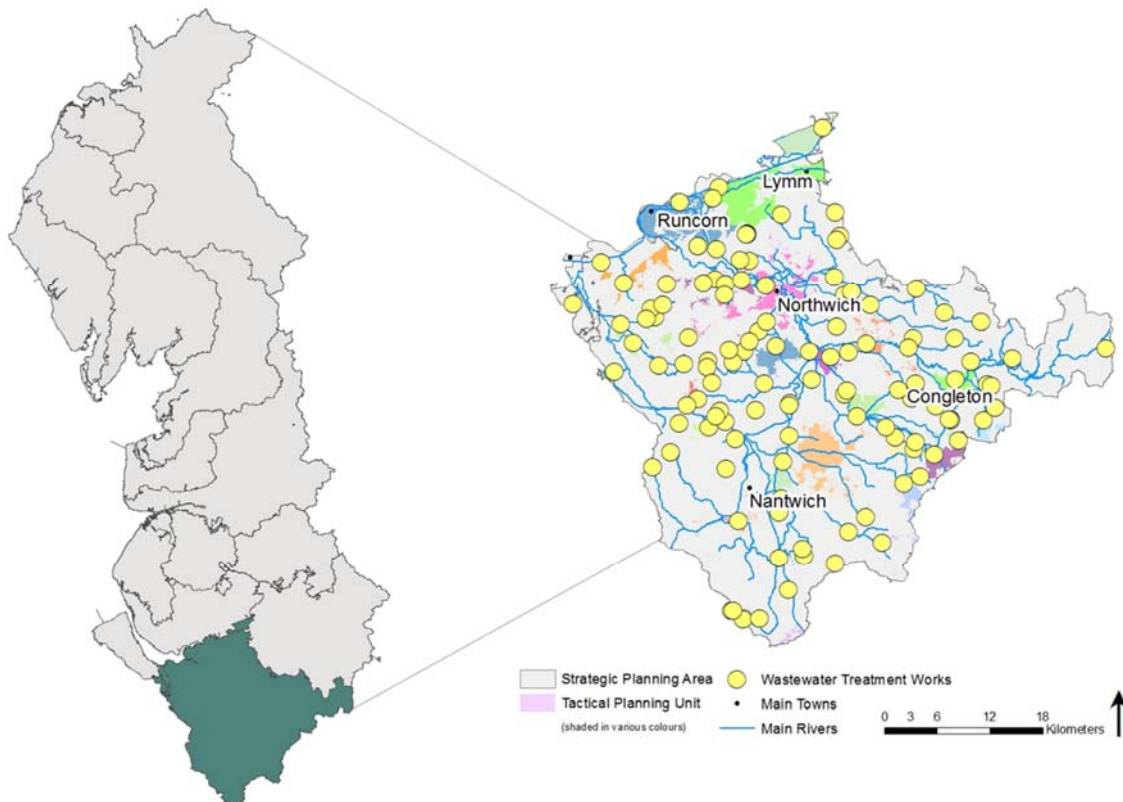 Lymm
Runcorn
Northwich
Congleton
Nantwich
Strategic Planning Area
Wastewater Treatment Works
Tactical Planning Unit
Main Towns
(shaded in various colours)
Main Rivers
0 3 6 12 18
Kilometers